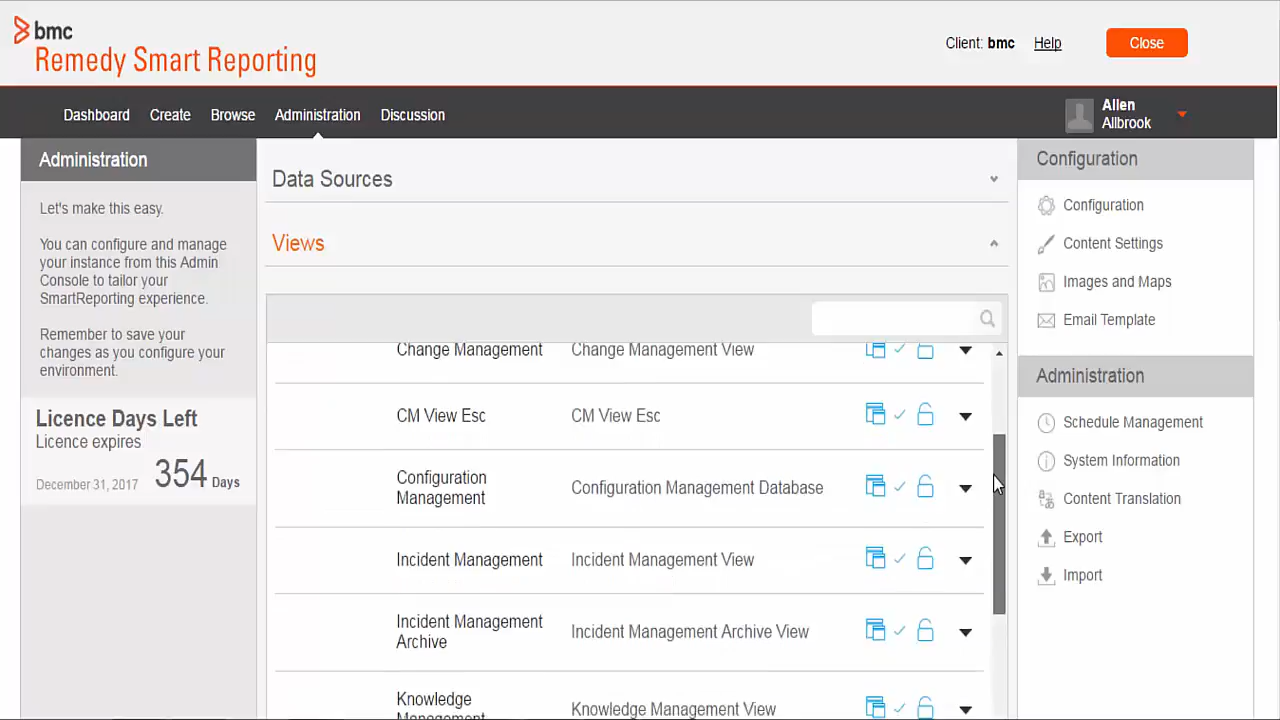 bmc
Remedy Smart Reporting
Client: bmc Help Close
Dashboard Create Browse Administration Discussion
Allen
Allbrook
Administration
Let's make this easy.
You can configure and manage
your instance from this Admin
Console to tailor your
SmartReporting experience.
Remember to save your
changes as you configure your
environment.
Licence Days Left
Licence expires
December 31, 2017 354 Days
Data Sources
Views
Change Management Change Management View
CM View Esc CM View Esc
Configuration
Management
Configuration Management Database
Incident Management Incident Management View
Incident Management
Archive
Incident Management Archive View
Knowledge
Management
Knowledge Management View
Configuration
Configuration
Content Settings
Images and Maps
Email Template
Administration
Schedule Management
System Information
Content Translation
Export
Import